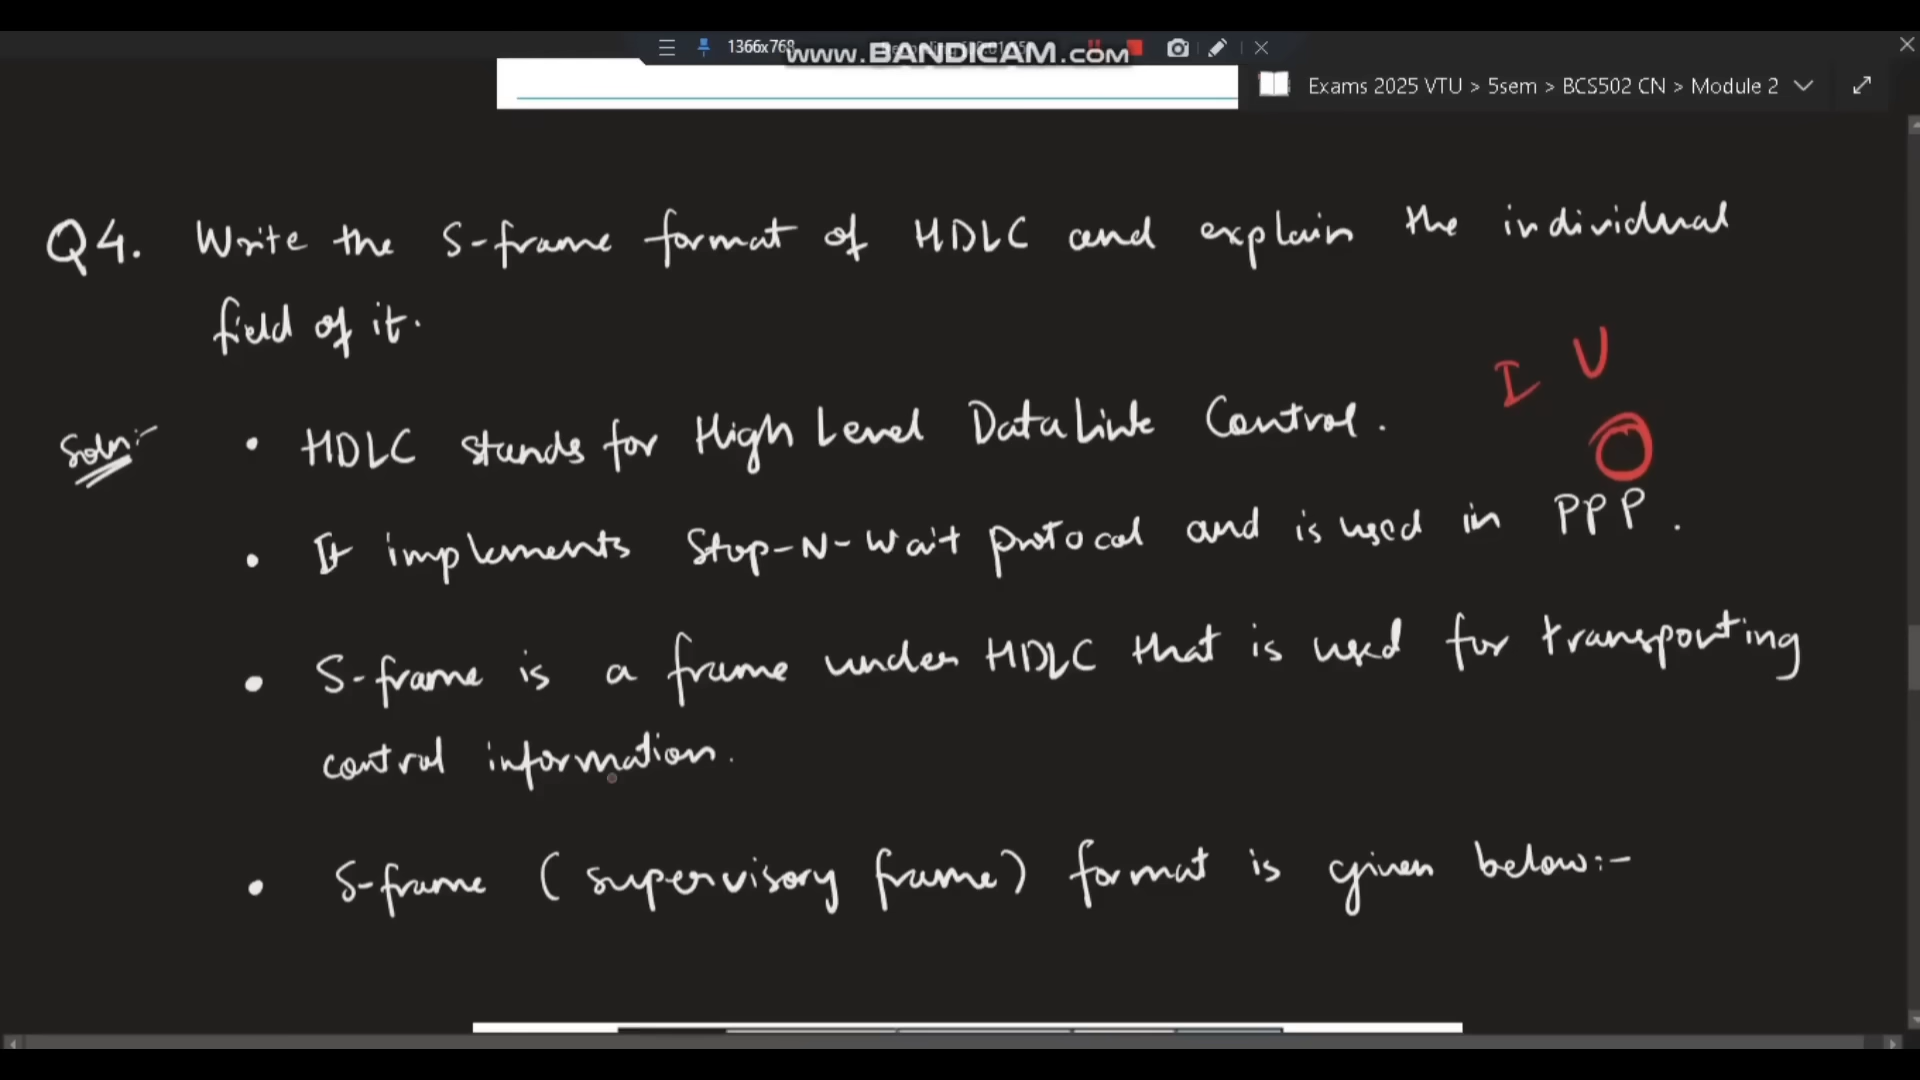 1366x768
www.BANDICAM.com
Exams 2025 VTU > 5sem > BCS502 CN > Module 2
Q4. Write the S-frame format of HDLC and explain the individual
field of it.
I U
Soln:-
• HDLC stands for High Level Data Link Control.
• It implements Stop-N-Wait protocol and is used in PPP.
• S-frame is a frame under HDLC that is used for transporting
control information.
• S-frame (supervisory frame) format is given below:-